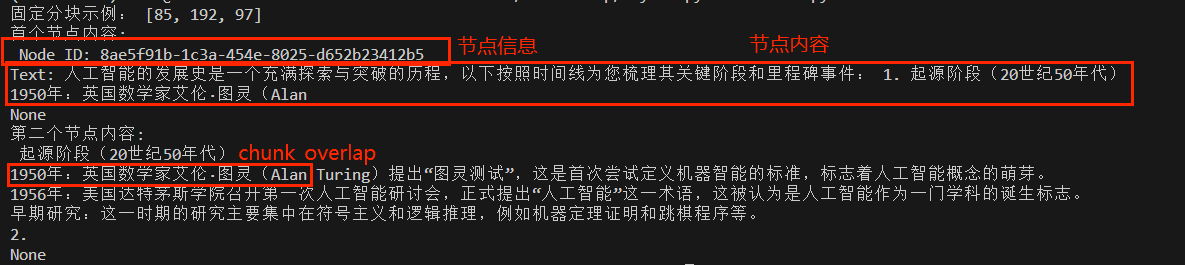 固定分块示例: [85, 192, 97]
首个节点内容:
Node ID: 8ae5f91b-1c3a-454e-8025-d652b23412b5
节点信息
节点内容
Text: 人工智能的发展史是一个充满探索与突破的历程，以下按照时间线为您梳理其关键阶段和里程碑事件： 1. 起源阶段（20世纪50年代）
1950年：英国数学家艾伦·图灵（Alan
None
第二个节点内容:
起源阶段（20世纪50年代）
chunk overlap
1950年：英国数学家艾伦·图灵（Alan Turing）提出“图灵测试”，这是首次尝试定义机器智能的标准，标志着人工智能概念的萌芽。
1956年：美国达特茅斯学院召开第一次人工智能研讨会，正式提出“人工智能”这一术语，这被认为是人工智能作为一门学科的诞生标志。
早期研究：这一时期的研究主要集中在符号主义和逻辑推理，例如机器定理证明和跳棋程序等。
2.
None